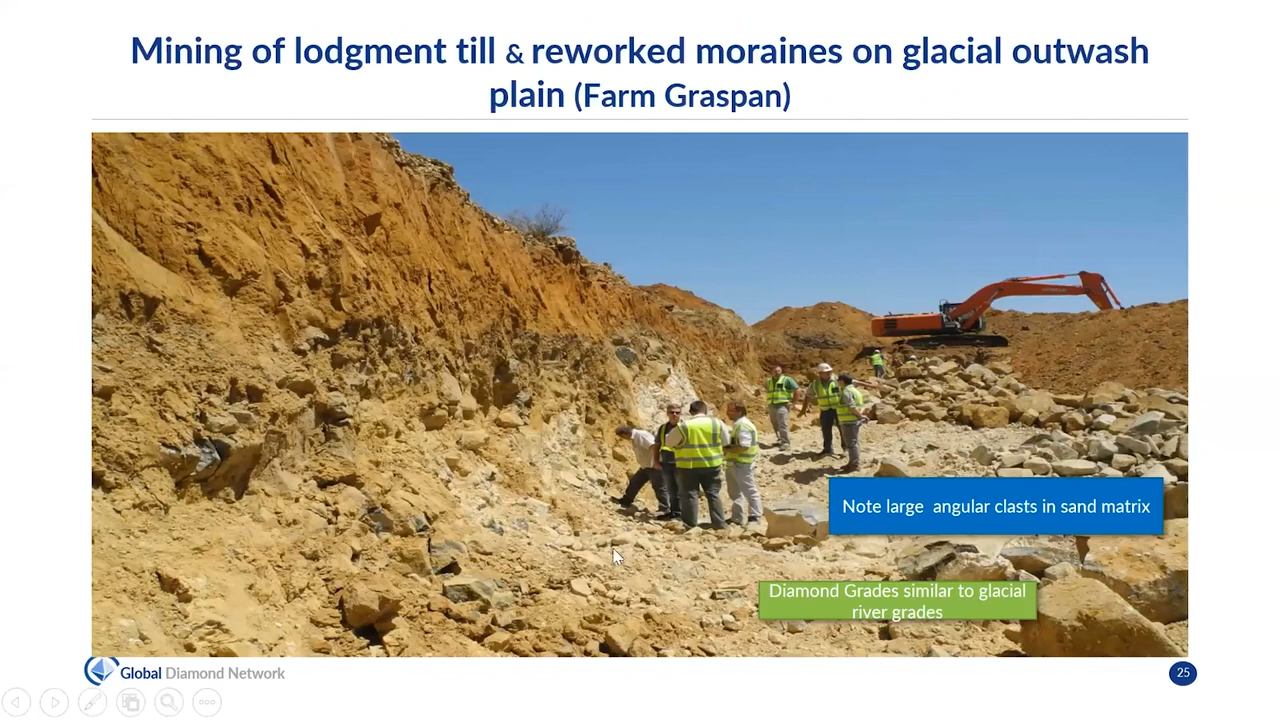 Mining of lodgment till & reworked moraines on glacial outwash
plain (Farm Graspan)
Note large angular clasts in sand matrix
Diamond Grades similar to glacial
river grades
Global Diamond Network
25